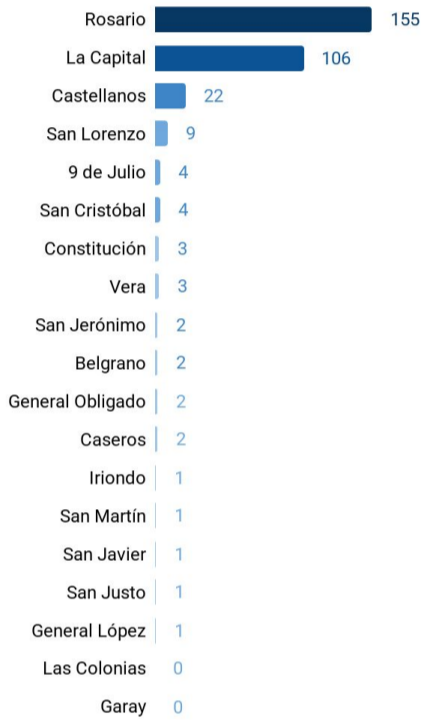 Rosario 155
La Capital 106
Castellanos 22
San Lorenzo 9
9 de Julio 4
San Cristóbal 4
Constitución 3
Vera 3
San Jerónimo 2
Belgrano 2
General Obligado 2
Caseros 2
Iriondo 1
San Martín 1
San Javier 1
San Justo 1
General López 1
Las Colonias 0
Garay 0